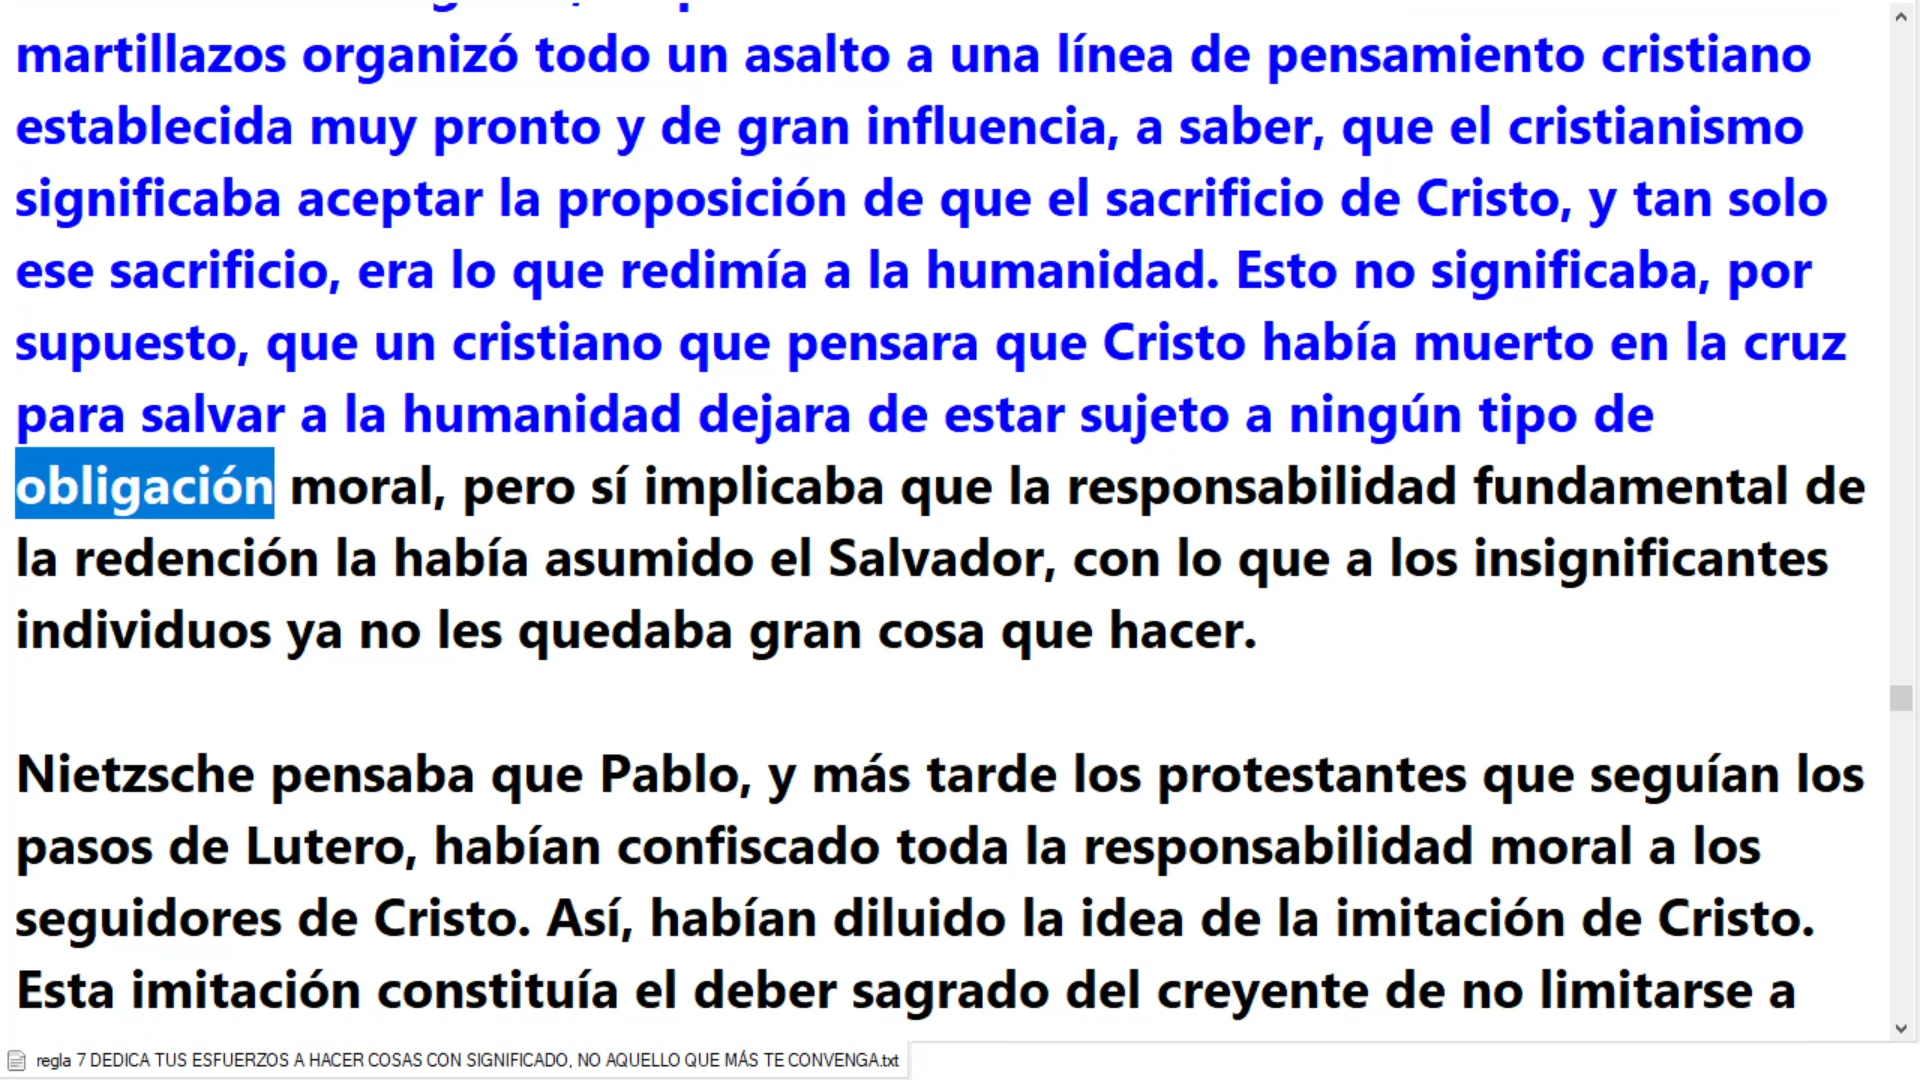 martillazos organizó todo un asalto a una línea de pensamiento cristiano
establecida muy pronto y de gran influencia, a saber, que el cristianismo
significaba aceptar la proposición de que el sacrificio de Cristo, y tan solo
ese sacrificio, era lo que redimía a la humanidad. Esto no significaba, por
supuesto, que un cristiano que pensara que Cristo había muerto en la cruz
para salvar a la humanidad dejara de estar sujeto a ningún tipo de
obligación moral, pero sí implicaba que la responsabilidad fundamental de
la redención la había asumido el Salvador, con lo que a los insignificantes
individuos ya no les quedaba gran cosa que hacer.
Nietzsche pensaba que Pablo, y más tarde los protestantes que seguían los
pasos de Lutero, habían confiscado toda la responsabilidad moral a los
seguidores de Cristo. Así, habían diluido la idea de la imitación de Cristo.
Esta imitación constituía el deber sagrado del creyente de no limitarse a
regla 7 DEDICA TUS ESFUERZOS A HACER COSAS CON SIGNIFICADO, NO AQUELLO QUE MÁS TE CONVENGA.txt